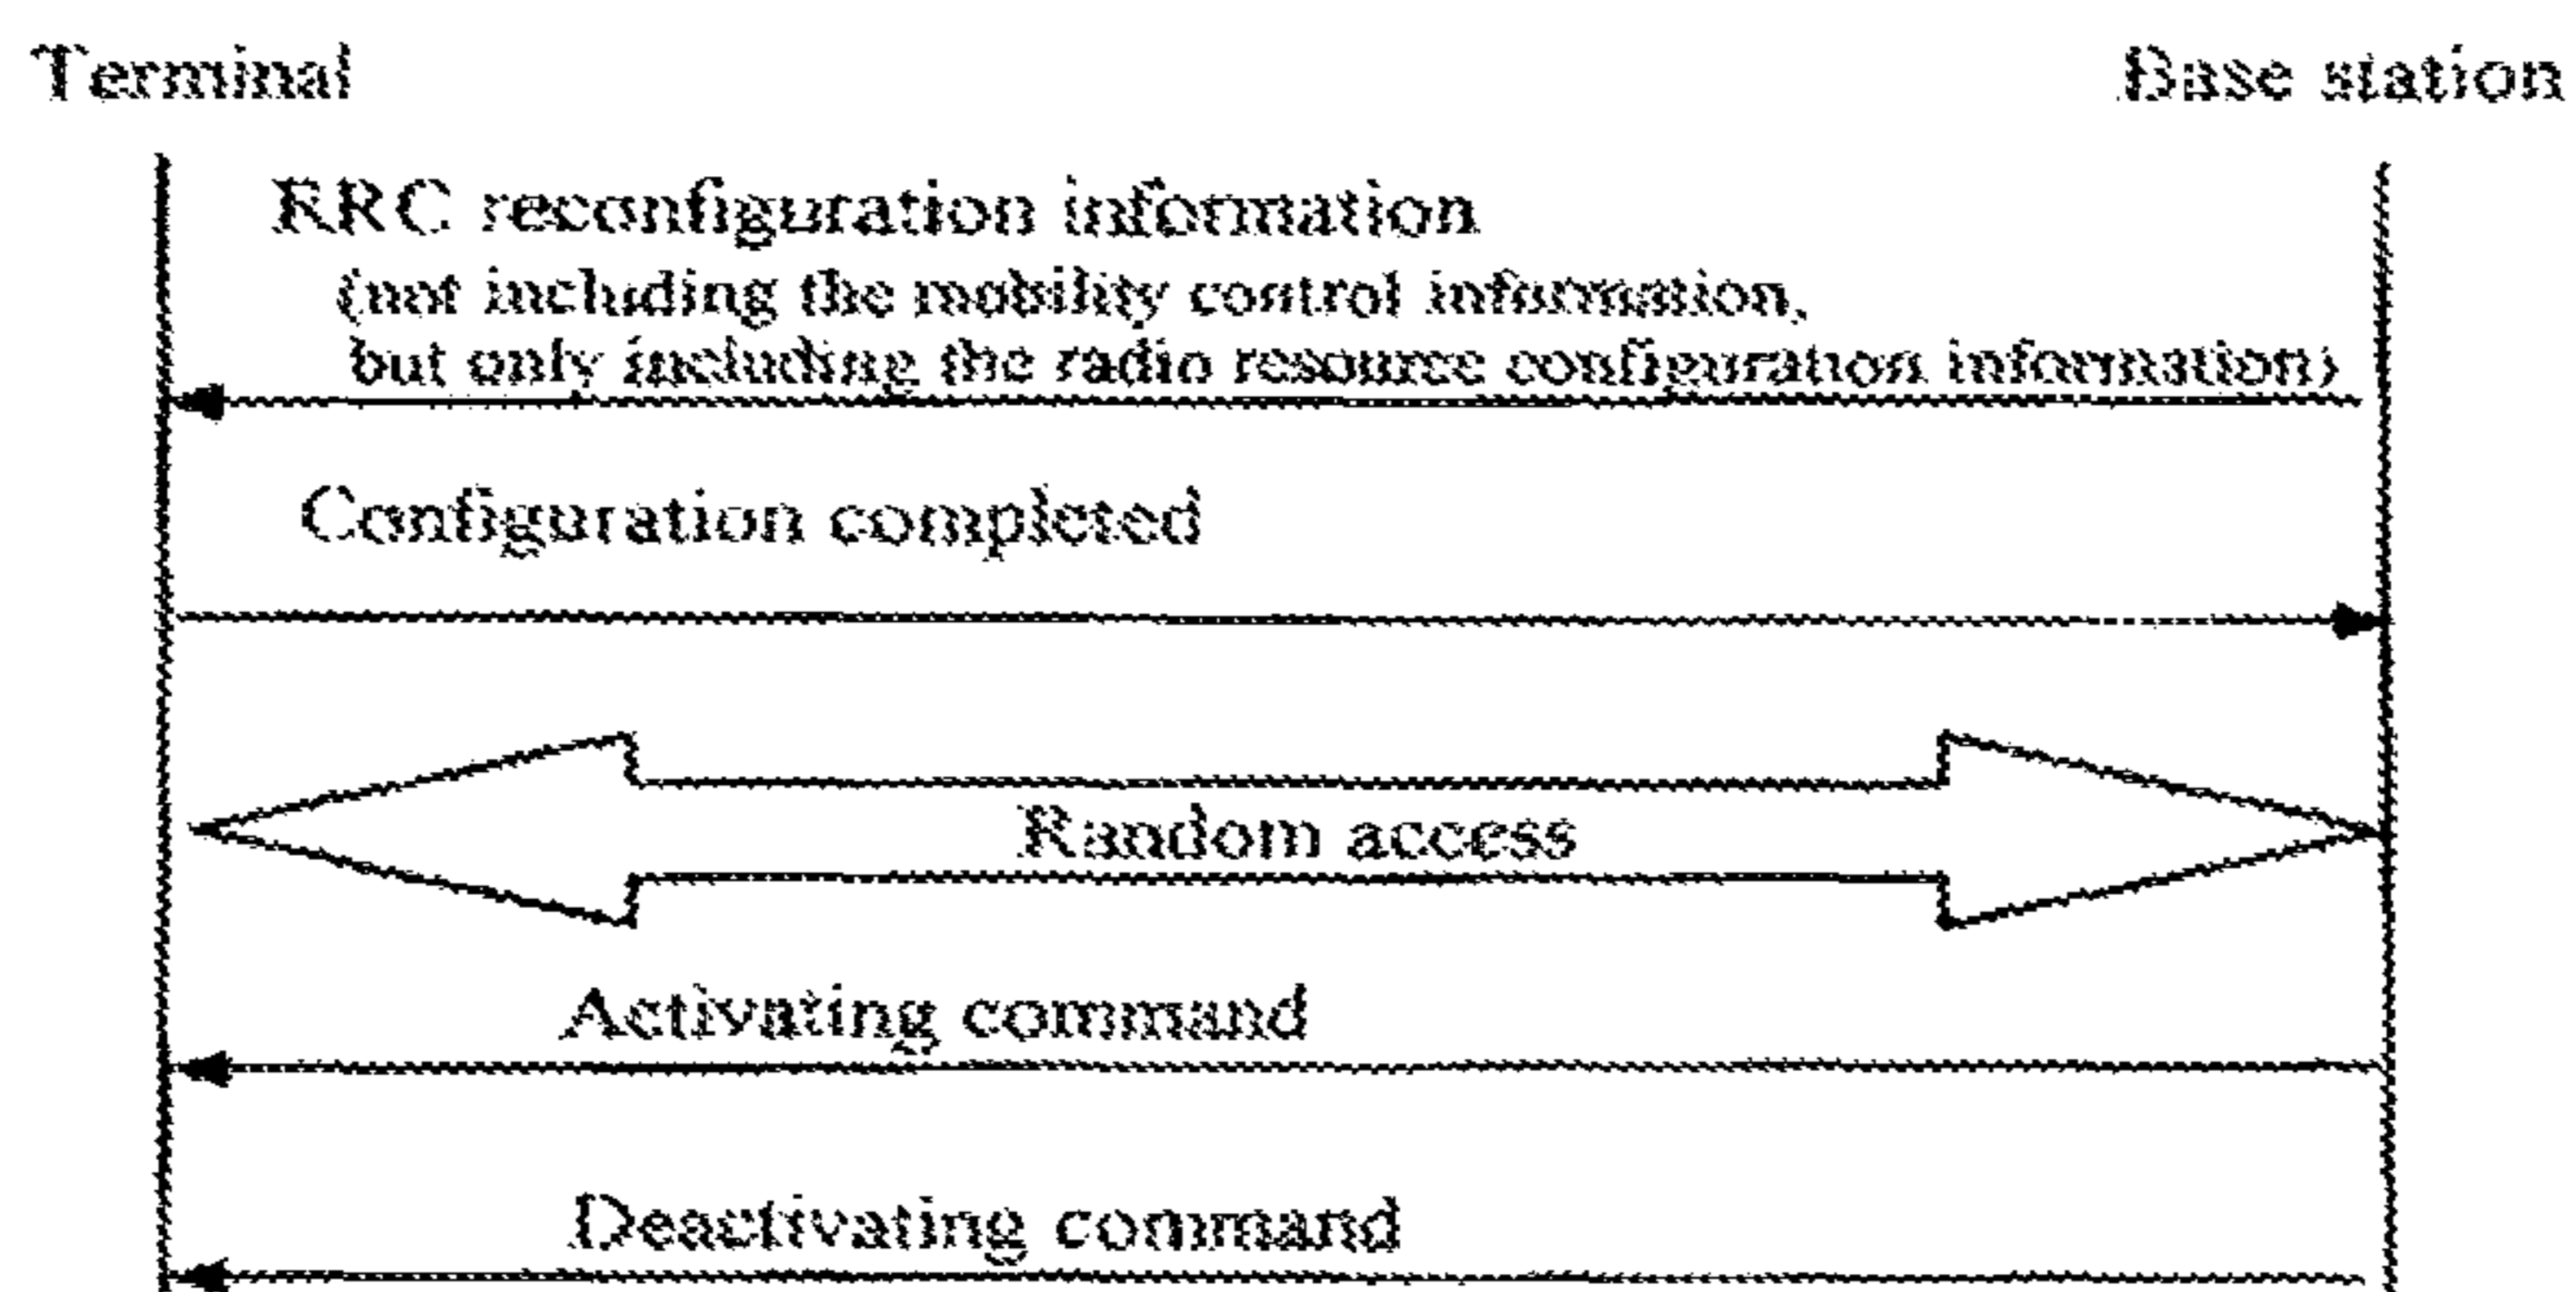 Terminal
Base station
RRC reconfiguration information
(not including the mobility control information,
but only including the radio resource configuration information)
Configuration completed
Random access
Activating command
Deactivating command